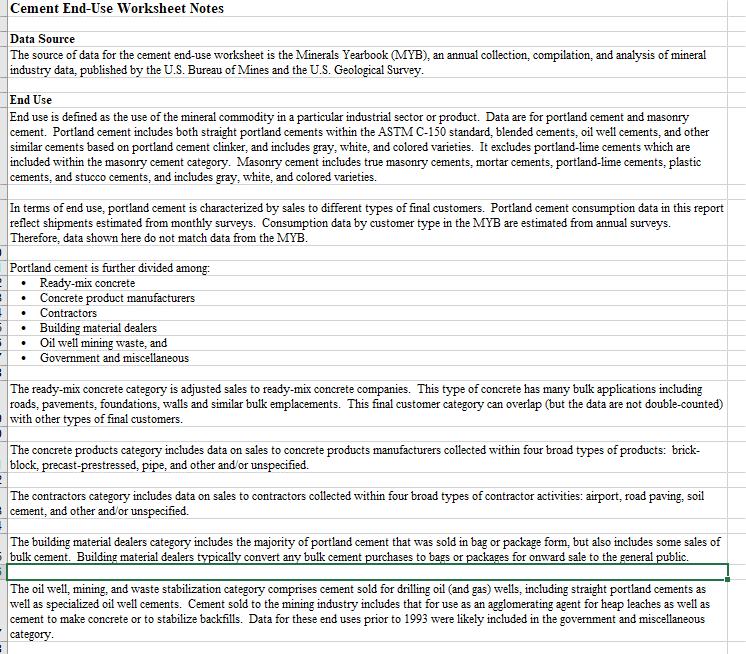 Cement End-Use Worksheet Notes
Data Source
The source of data for the cement end-use worksheet is the Minerals Yearbook (MYB), an annual collection, compilation, and analysis of mineral
industry data, published by the U.S. Bureau of Mines and the U.S. Geological Survey.
End Use
End use is defined as the use of the mineral commodity in a particular industrial sector or product.  Data are for portland cement and masonry
cement.  Portland cement includes both straight portland cements within the ASTM C-150 standard, blended cements, oil well cements, and other
similar cements based on portland cement clinker, and includes gray, white, and colored varieties.  It excludes portland-lime cements which are
included within the masonry cement category.  Masonry cement includes true masonry cements, mortar cements, portland-lime cements, plastic
cements, and stucco cements, and includes gray, white, and colored varieties.
In terms of end use, portland cement is characterized by sales to different types of final customers.  Portland cement consumption data in this report
reflect shipments estimated from monthly surveys.  Consumption data by customer type in the MYB are estimated from annual surveys.
Therefore, data shown here do not match data from the MYB.
Portland cement is further divided among:
• Ready-mix concrete
• Concrete product manufacturers
• Contractors
• Building material dealers
• Oil well mining waste, and
• Government and miscellaneous
The ready-mix concrete category is adjusted sales to ready-mix concrete companies.  This type of concrete has many bulk applications including
roads, pavements, foundations, walls and similar bulk emplacements.  This final customer category can overlap (but the data are not double-counted)
with other types of final customers.
The concrete products category includes data on sales to concrete products manufacturers collected within four broad types of products:  brick-
block, precast-prestressed, pipe, and other and/or unspecified.
The contractors category includes data on sales to contractors collected within four broad types of contractor activities: airport, road paving, soil
cement, and other and/or unspecified.
The building material dealers category includes the majority of portland cement that was sold in bag or package form, but also includes some sales of
bulk cement.  Building material dealers typically convert any bulk cement purchases to bags or packages for onward sale to the general public.
The oil well, mining, and waste stabilization category comprises cement sold for drilling oil (and gas) wells, including straight portland cements as
well as specialized oil well cements.  Cement sold to the mining industry includes that for use as an agglomerating agent for heap leaches as well as
cement to make concrete or to stabilize backfills.  Data for these end uses prior to 1993 were likely included in the government and miscellaneous
category.